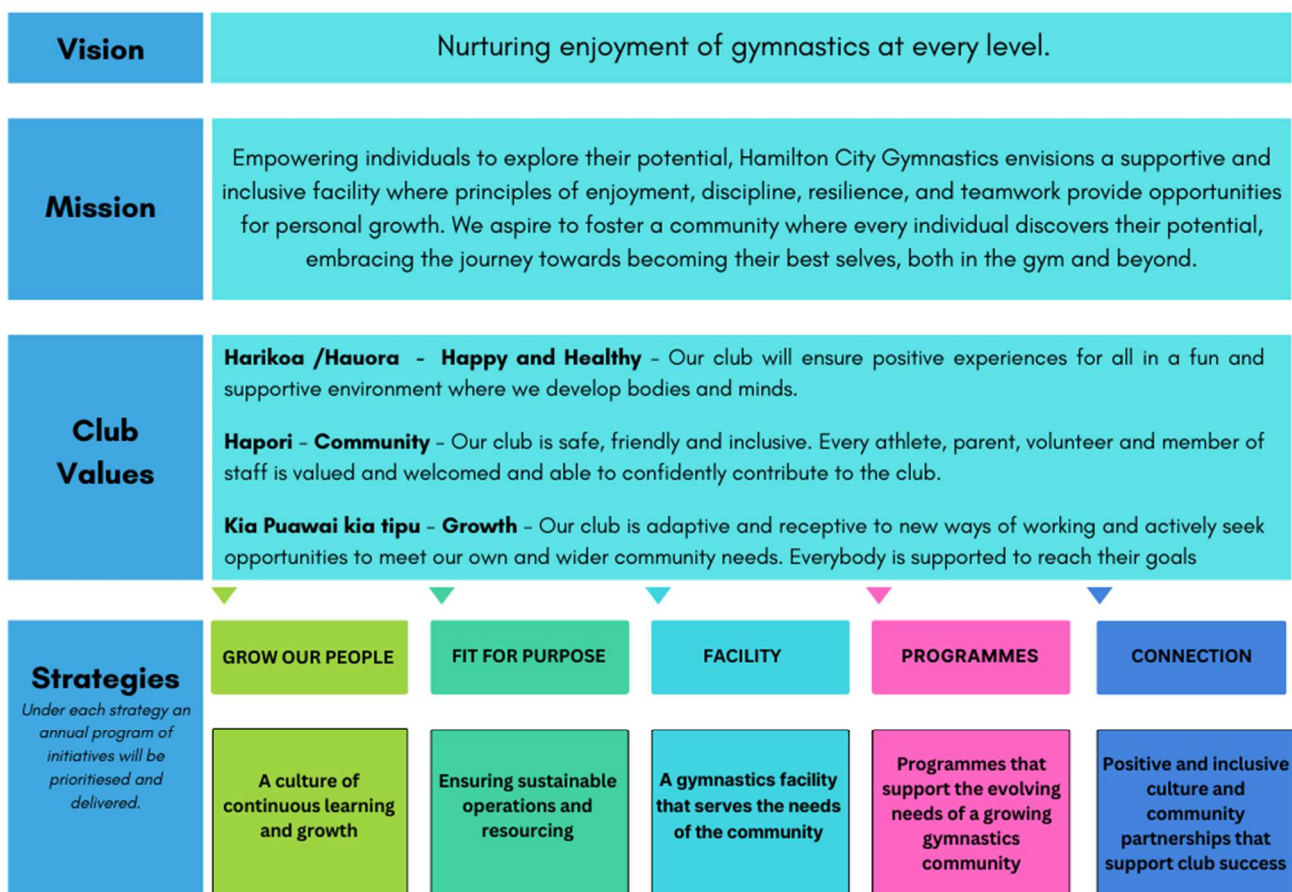 Vision
Nurturing enjoyment of gymnastics at every level.
Mission
Empowering individuals to explore their potential, Hamilton City Gymnastics envisions a supportive and
inclusive facility where principles of enjoyment, discipline, resilience, and teamwork provide opportunities
for personal growth. We aspire to foster a community where every individual discovers their potential,
embracing the journey towards becoming their best selves, both in the gym and beyond.
Club
Values
Harikoa /Hauora - Happy and Healthy - Our club will ensure positive experiences for all in a fun and
supportive environment where we develop bodies and minds.
Hapori - Community - Our club is safe, friendly and inclusive. Every athlete, parent, volunteer and member of
staff is valued and welcomed and able to confidently contribute to the club.
Kia Puawai kia tipu - Growth - Our club is adaptive and receptive to new ways of working and actively seek
opportunities to meet our own and wider community needs. Everybody is supported to reach their goals
Strategies
Under each strategy an
annual program of
initiatives will be
prioritiesed and
delivered.
GROW OUR PEOPLE
A culture of
continuous learning
and growth
FIT FOR PURPOSE
Ensuring sustainable
operations and
resourcing
FACILITY
A gymnastics facility
that serves the needs
of the community
PROGRAMMES
Programmes that
support the evolving
needs of a growing
gymnastics
community
CONNECTION
Positive and inclusive
culture and
community
partnerships that
support club success